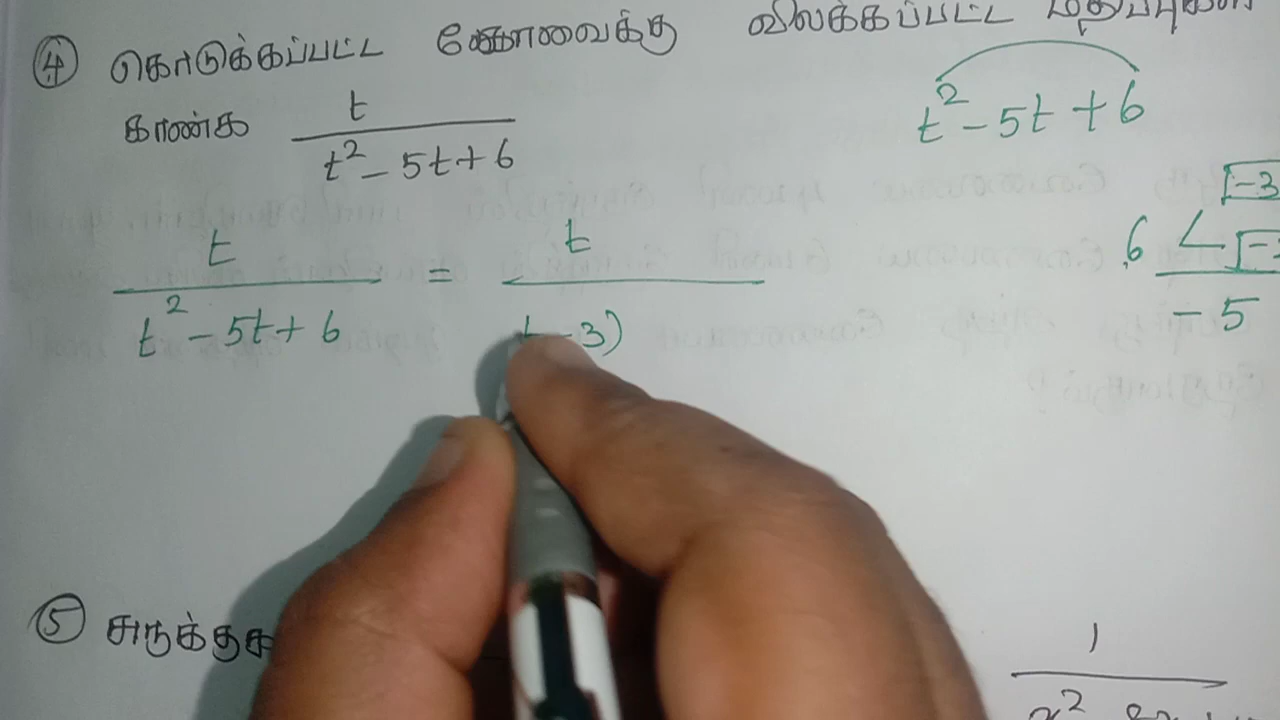 ④ கொடுக்கப்பட்ட கோவைக்கு விலக்கப்பட்ட
காண்க t / t² - 5t + 6
t² - 5t + 6
t / t² - 5t + 6 = t / t - 3)
6 < -3
-5
⑤ சுருக்குக
1
x²